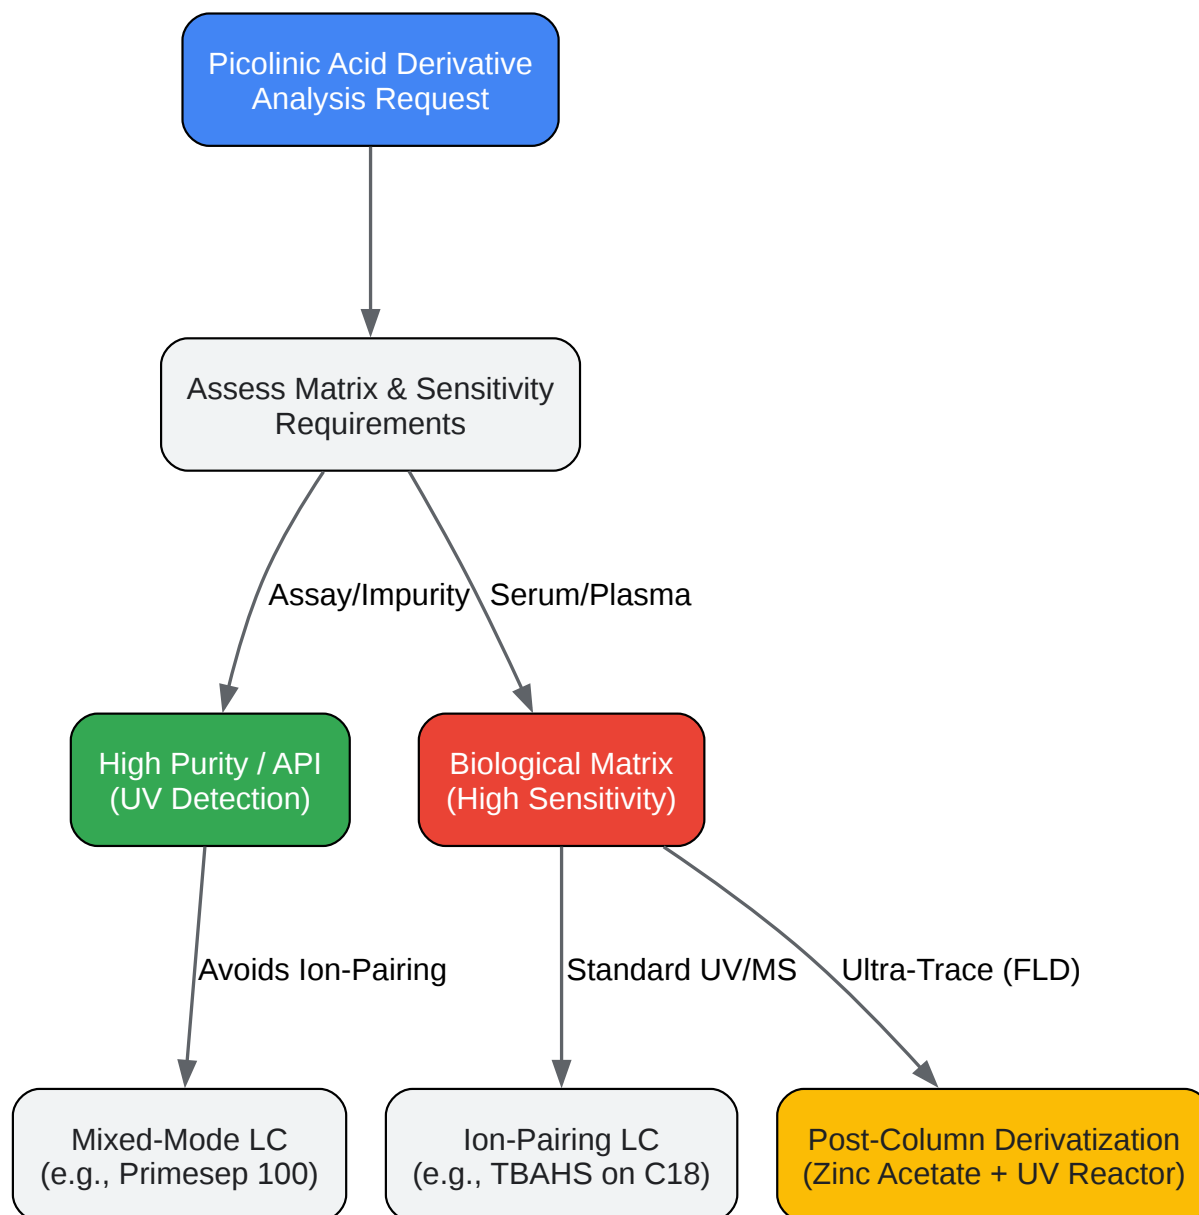 Picolinic Acid Derivative
Analysis Request
Assess Matrix & Sensitivity
Requirements
Assay/Impurity
Serum/Plasma
High Purity / API
(UV Detection)
Biological Matrix
(High Sensitivity)
Avoids Ion-Pairing
Standard UV/MS
Ultra-Trace (FLD)
Mixed-Mode LC
(e.g., Primesep 100)
Ion-Pairing LC
(e.g., TBAHS on C18)
Post-Column Derivatization
(Zinc Acetate + UV Reactor)